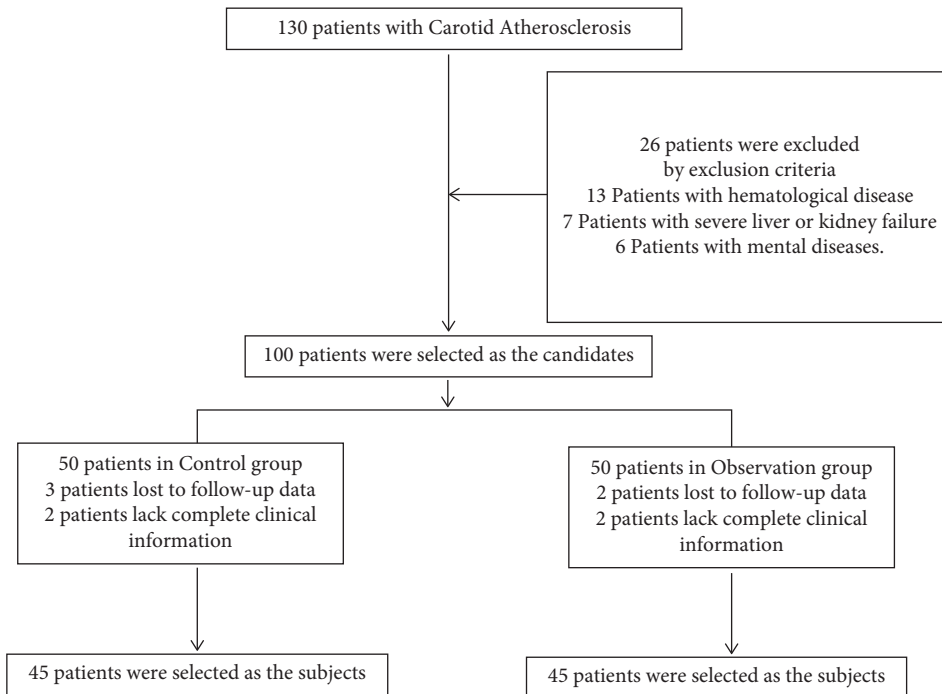 130 patients with Carotid Atherosclerosis
26 patients were excluded
by exclusion criteria
13 Patients with hematological disease
7 Patients with severe liver or kidney failure
6 Patients with mental diseases.
100 patients were selected as the candidates
50 patients in Control group
3 patients lost to follow-up data
2 patients lack complete clinical
information
50 patients in Observation group
2 patients lost to follow-up data
2 patients lack complete clinical
information
45 patients were selected as the subjects
45 patients were selected as the subjects